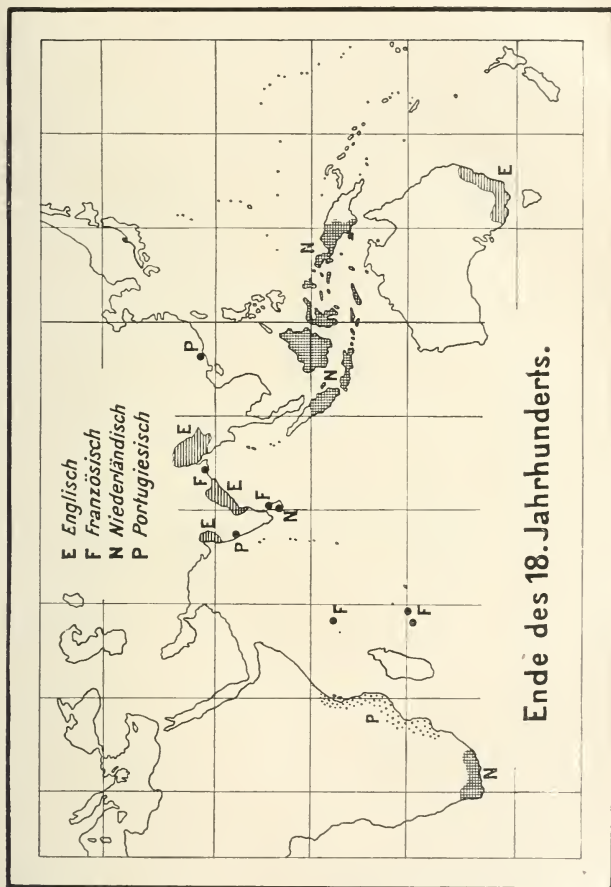 E Englisch
F Französisch
N Niederländisch
P Portugiesisch
E
P
F
E
E
P
F
N
N
N
F
P
F
N
E
Ende des 18. Jahrhunderts.